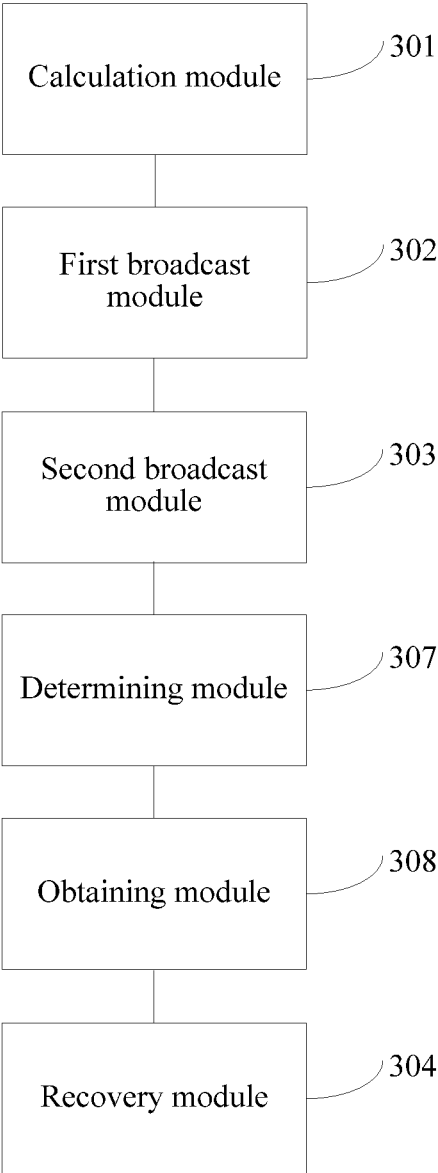 Calculation module
301
First broadcast
module
302
Second broadcast
module
303
Determining module
307
Obtaining module
308
Recovery module
304